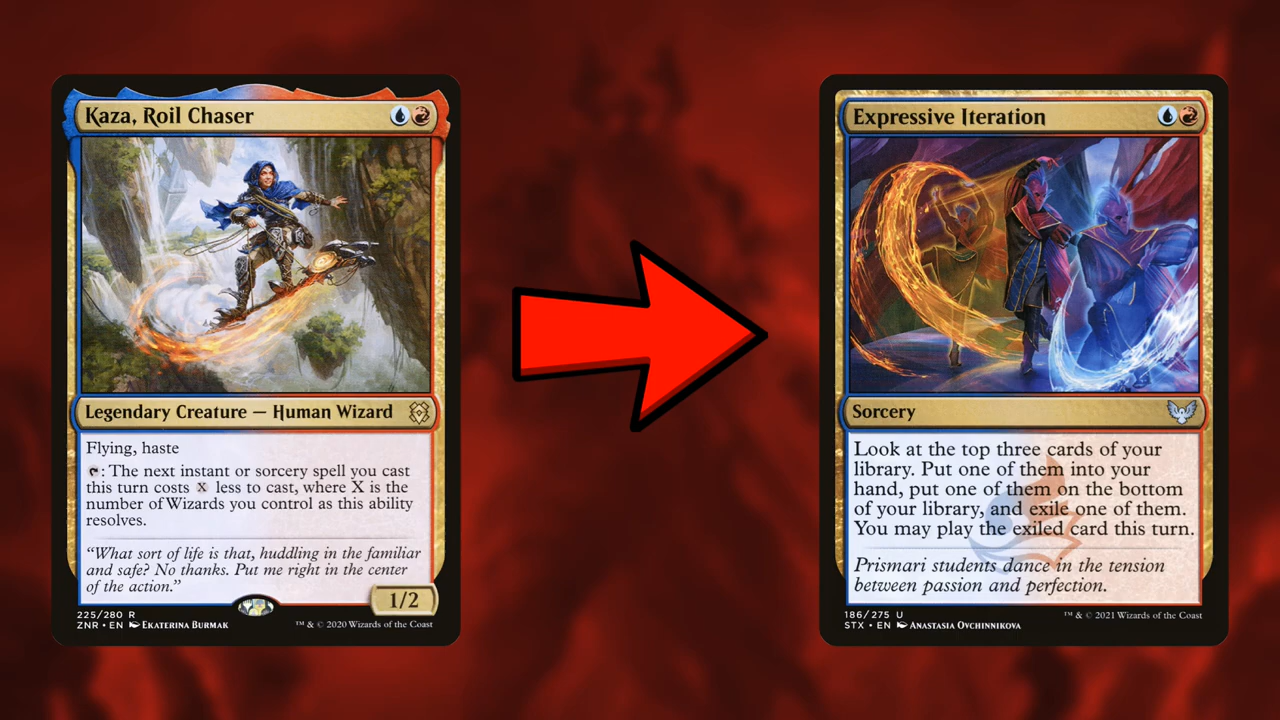 Kaza, Roil Chaser
Legendary Creature — Human Wizard
Flying, haste
: The next instant or sorcery spell you cast
this turn costs X less to cast, where X is the
number of Wizards you control as this ability
resolves.
“What sort of life is that, huddling in the familiar
and safe? No thanks. Put me right in the center
of the action.”
1/2
225/280 R
ZNR • EN Ekaterina Burmak
™ & © 2020 Wizards of the Coast
Expressive Iteration
Sorcery
Look at the top three cards of your
library. Put one of them into your
hand, put one of them on the bottom
of your library, and exile one of them.
You may play the exiled card this turn.
Prismari students dance in the tension
between passion and perfection.
186/275 U
STX • EN Anastasia Ovchinnikova
™ & © 2021 Wizards of the Coast